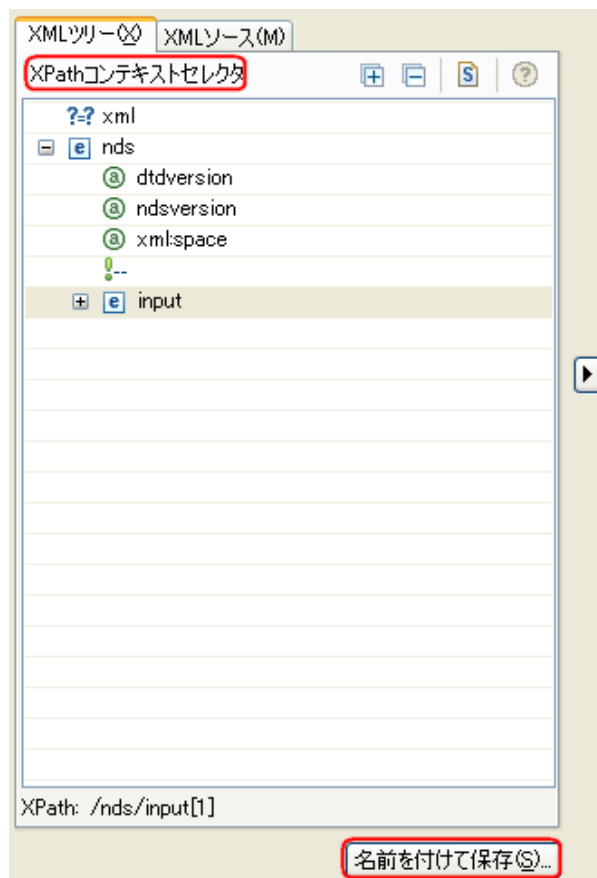 XMLツリー(X) XMLソース(M)
XPathコンテキストセレクタ
?=? xml
e nds
a dtdversion
a ndsversion
a xml:space
!--
e input
XPath: /nds/input[1]
名前を付けて保存(S)...